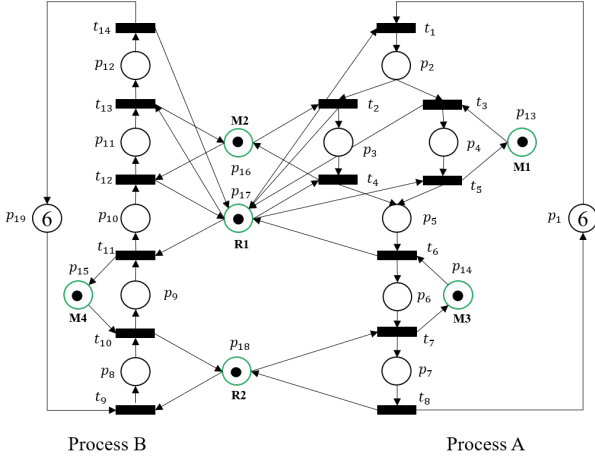 t₁₄
t₁
p₁₂
p₂
t₁₃
t₂
t₃
p₁₃
M2
p₁₁
p₃
p₄
M1
p₁₆
t₁₂
p₁₇
t₄
t₅
p₁₉
6
p₁₀
R1
p₅
p₁
6
t₁₁
t₆
p₁₅
p₁₄
p₉
p₆
M4
M3
t₁₀
p₁₈
t₇
p₈
R2
p₇
t₉
t₈
Process B
Process A